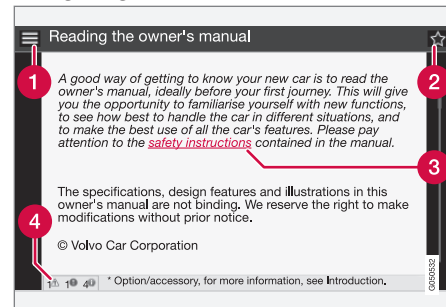 Reading the owner's manual
1
2
A good way of getting to know your new car is to read the
owner's manual, ideally before your first journey. This will give
you the opportunity to familiarise yourself with new functions,
to see how best to handle the car in different situations, and
to make the best use of all the car's features. Please pay
attention to the safety instructions contained in the manual.
3
The specifications, design features and illustrations in this
owner's manual are not binding. We reserve the right to make
modifications without prior notice.
4
© Volvo Car Corporation
1 1 4 * Option/accessory, for more information, see Introduction.
G050532